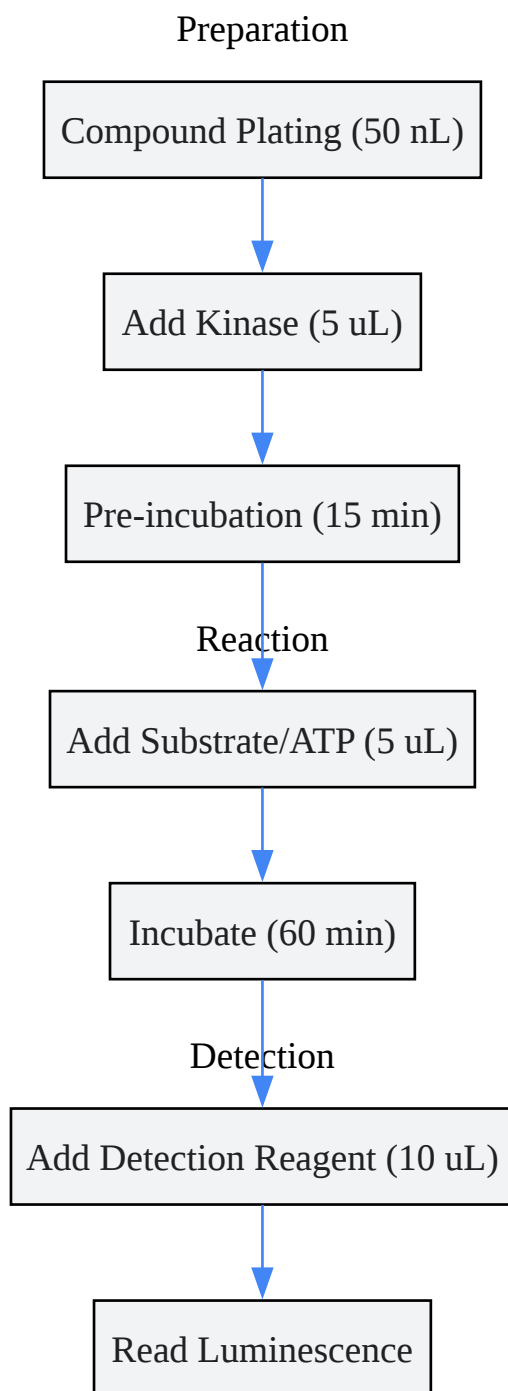 Preparation
Compound Plating (50 nL)
Add Kinase (5 uL)
Pre-incubation (15 min)
Reaction
Add Substrate/ATP (5 uL)
Incubate (60 min)
Detection
Add Detection Reagent (10 uL)
Read Luminescence